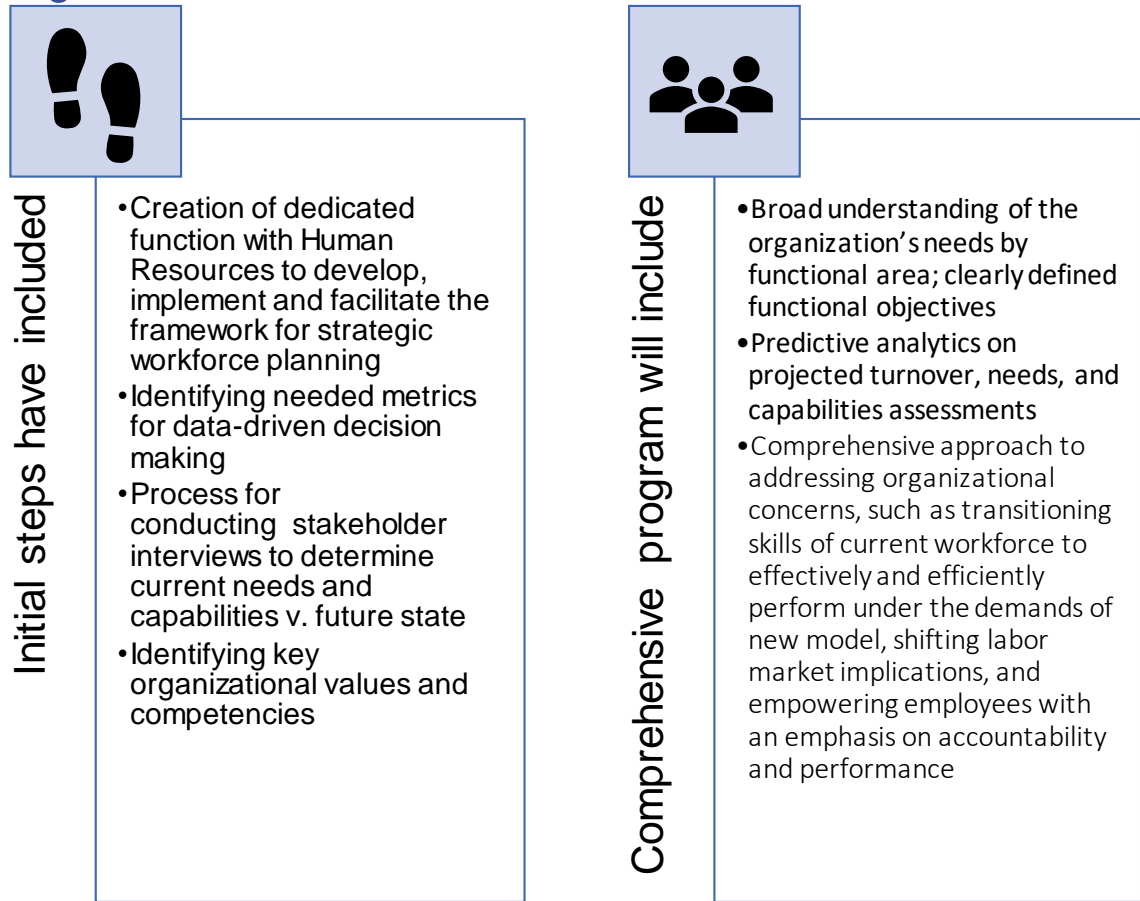 Initial steps have included
•Creation of dedicated
function with Human
Resources to develop,
implement and facilitate the
framework for strategic
workforce planning
•Identifying needed metrics
for data-driven decision
making
•Process for
conducting stakeholder
interviews to determine
current needs and
capabilities v. future state
•Identifying key
organizational values and
competencies
Comprehensive program will include
•Broad understanding of the
organization's needs by
functional area; clearly defined
functional objectives
•Predictive analytics on
projected turnover, needs, and
capabilities assessments
•Comprehensive approach to
addressing organizational
concerns, such as transitioning
skills of current workforce to
effectively and efficiently
perform under the demands of
new model, shifting labor
market implications, and
empowering employees with
an emphasis on accountability
and performance